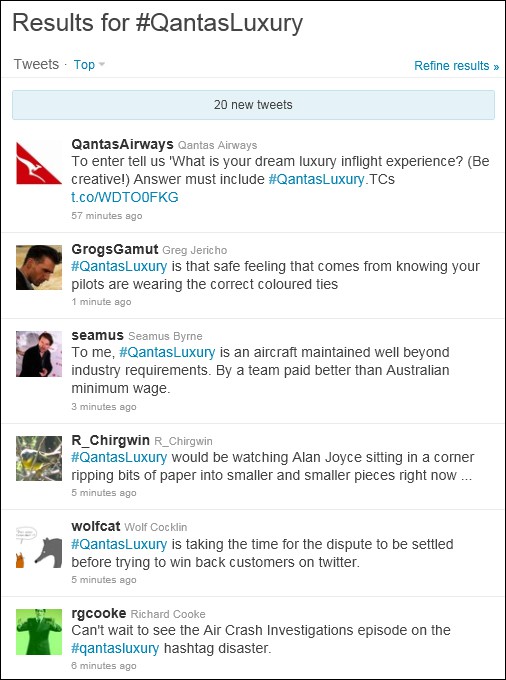 Results for #QantasLuxury
Tweets · Top
Refine results »
20 new tweets
QantasAirways Qantas Airways
To enter tell us 'What is your dream luxury inflight experience? (Be
creative!) Answer must include #QantasLuxury.TCs
t.co/WDTO0FKG
57 minutes ago
GrogsGamut Greg Jericho
#QantasLuxury is that safe feeling that comes from knowing your
pilots are wearing the correct coloured ties
1 minute ago
seamus Seamus Byrne
To me, #QantasLuxury is an aircraft maintained well beyond
industry requirements. By a team paid better than Australian
minimum wage.
3 minutes ago
R_Chirgwin R_Chirgwin
#QantasLuxury would be watching Alan Joyce sitting in a corner
ripping bits of paper into smaller and smaller pieces right now ...
5 minutes ago
wolfcat Wolf Cocklin
#QantasLuxury is taking the time for the dispute to be settled
before trying to win back customers on twitter.
5 minutes ago
rgcooke Richard Cooke
Can't wait to see the Air Crash Investigations episode on the
#qantasluxury hashtag disaster.
6 minutes ago